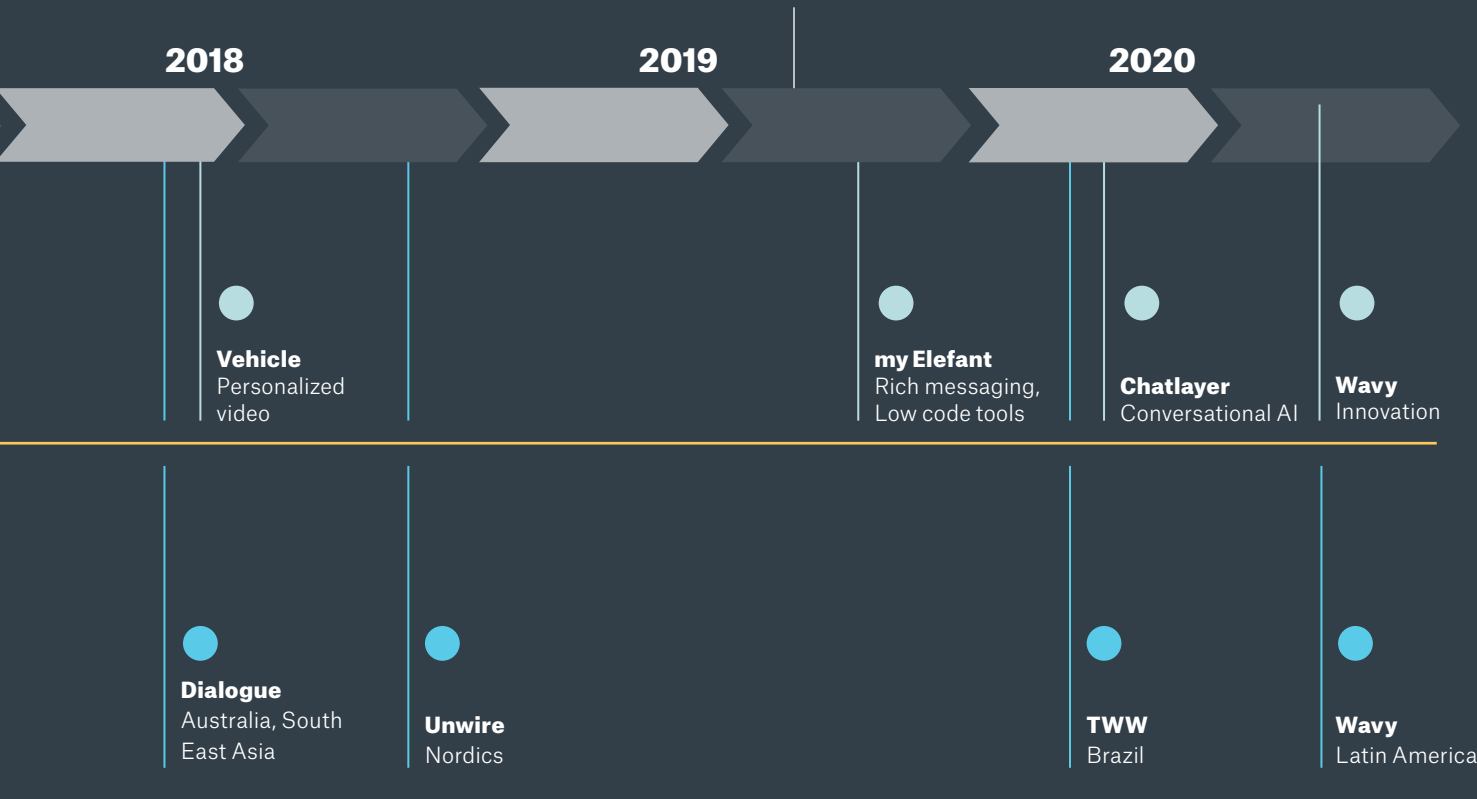 2018
2019
2020
Vehicle
Personalized
video
my Elefant
Rich messaging,
Low code tools
Chatlayer
Conversational AI
Wavy
Innovation
Dialogue
Australia, South
East Asia
Unwire
Nordics
TWW
Brazil
Wavy
Latin America